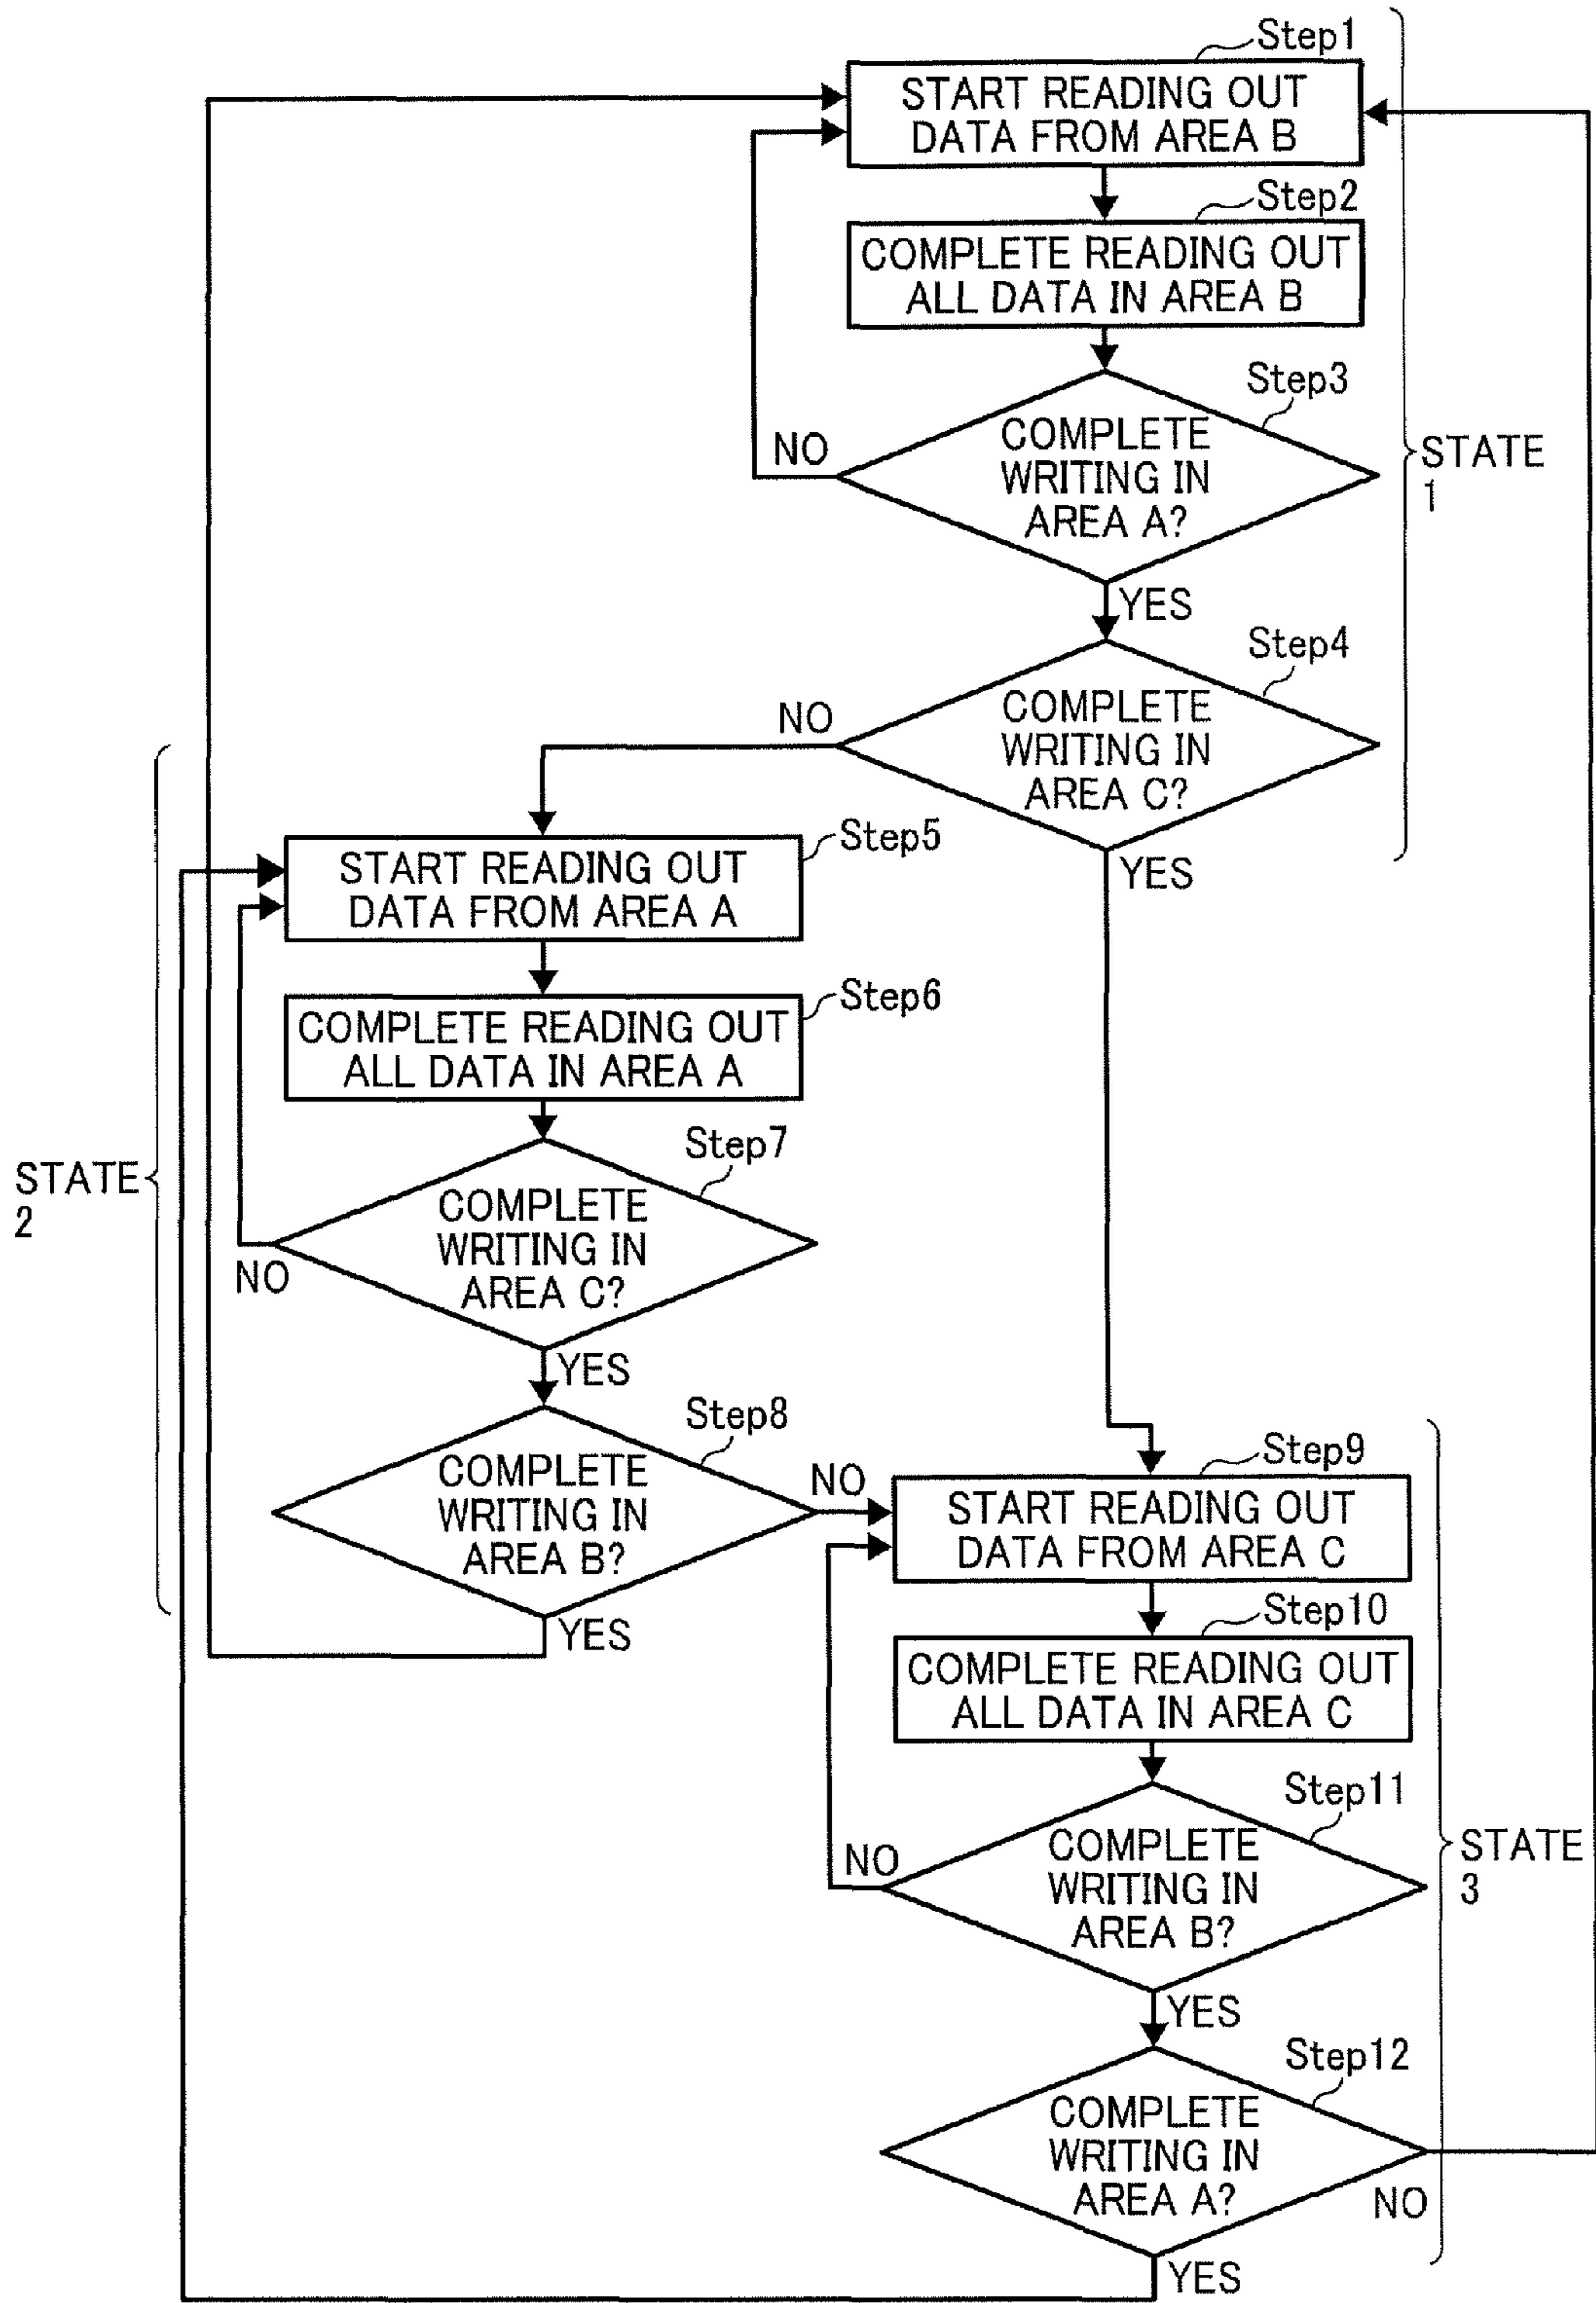 Step1
START READING OUT
DATA FROM AREA B
Step2
COMPLETE READING OUT
ALL DATA IN AREA B
Step3
COMPLETE
WRITING IN
AREA A?
NO
YES
STATE
1
Step4
COMPLETE
WRITING IN
AREA C?
NO
YES
Step5
START READING OUT
DATA FROM AREA A
Step6
COMPLETE READING OUT
ALL DATA IN AREA A
Step7
COMPLETE
WRITING IN
AREA C?
NO
YES
STATE
2
Step8
COMPLETE
WRITING IN
AREA B?
NO
YES
Step9
START READING OUT
DATA FROM AREA C
Step10
COMPLETE READING OUT
ALL DATA IN AREA C
Step11
COMPLETE
WRITING IN
AREA B?
NO
YES
STATE
3
Step12
COMPLETE
WRITING IN
AREA A?
NO
YES